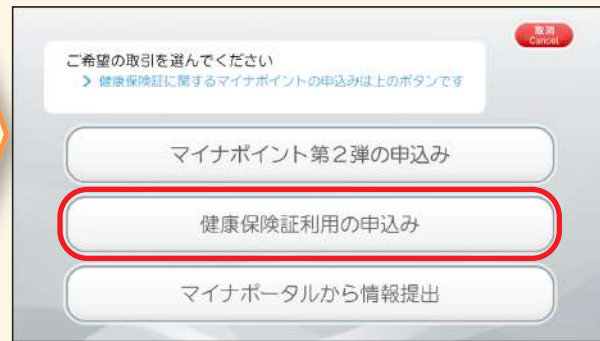 取消
Cancel
ご希望の取引を選んでください
> 健康保険証に関するマイナポイントの申込みは上のボタンです
マイナポイント第2弾の申込み
健康保険証利用の申込み
マイナポータルから情報提出